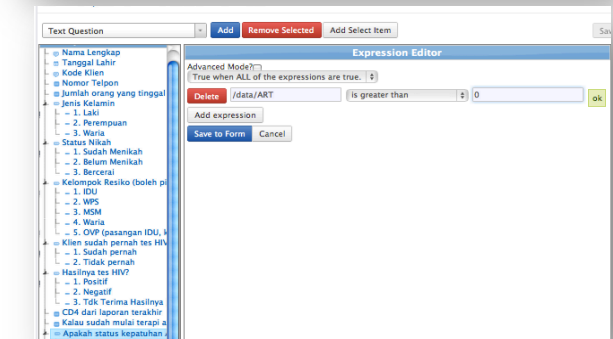 Text Question
Add
Remove Selected
Add Select Item
Nama Lengkap
Tanggal Lahir
Kode Klien
Nomor Telpon
Jumlah orang yang tinggal
Jenis Kelamin
1. Laki
2. Perempuan
3. Waria
Status Nikah
1. Sudah Menikah
2. Belum Menikah
3. Bercerai
Kelompok Resiko (boleh pi
1. IDU
2. WPS
3. MSM
4. Waria
5. OVP (pasangan IDU,
Klien sudah pernah tes HIV
1. Sudah pernah
2. Tidak pernah
Hasilnya tes HIV?
1. Positif
2. Negatif
3. Tdk Terima Hasilnya
CD4 dari laporan terakhir
Kalau sudah mulai terapi a
Apakah status kepatuhan
Expression Editor
Advanced Mode?
True when ALL of the expressions are true.
Delete /data/ART is greater than 0 ok
Add expression
Save to Form Cancel